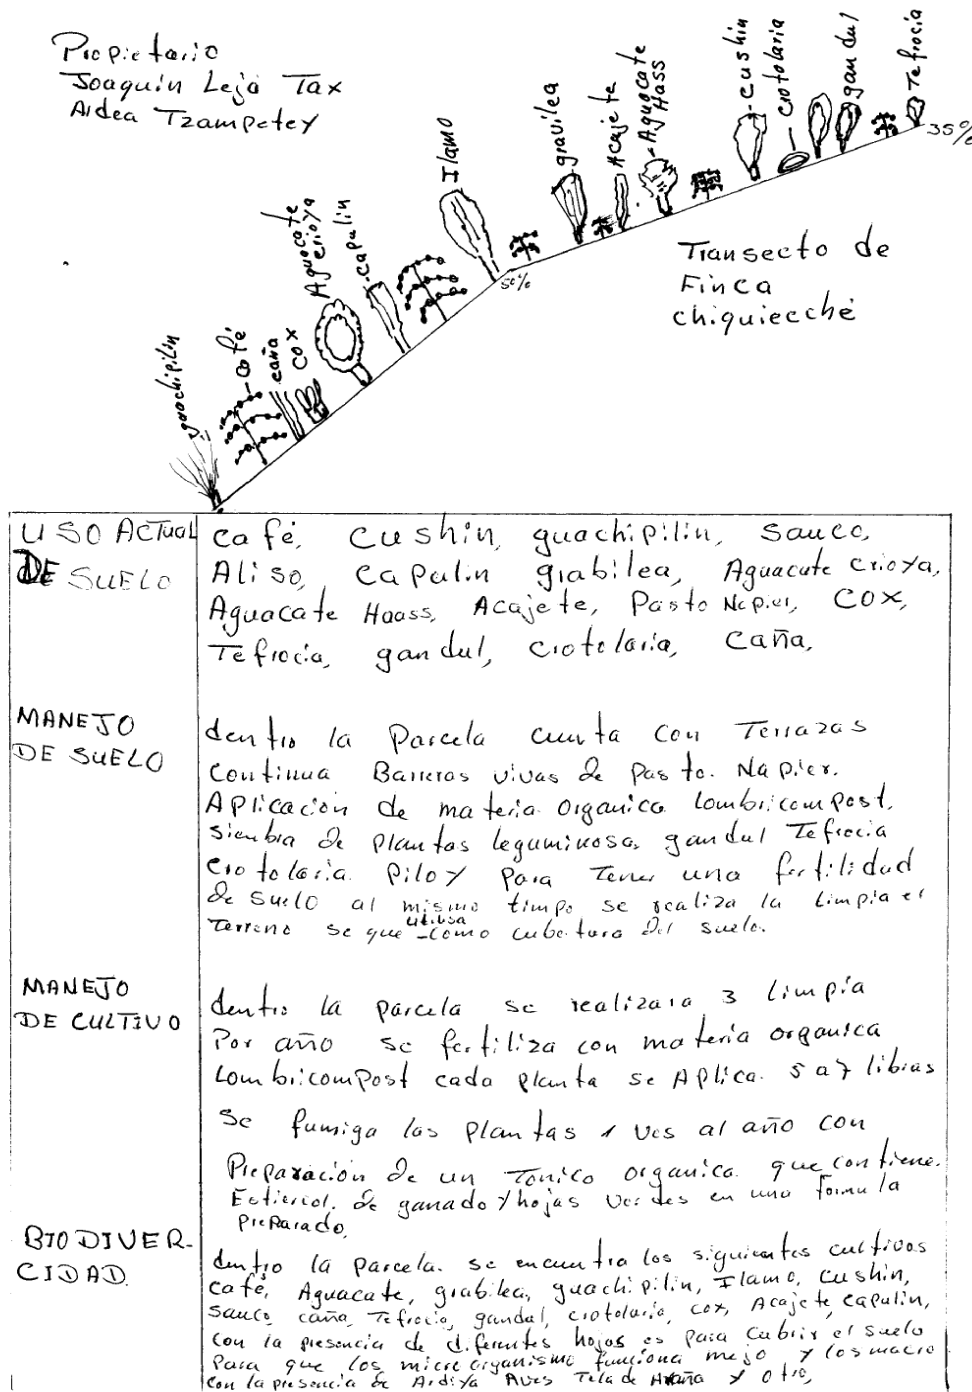 Propietario
Joaquín Lejá Tax
Aldea Tzampetey
guachipilín
café
caña
cox
Aguacate
crioya
capulin
Ilamo
gravilea
Acajete
Aguacate
Hass
cushin
crotolaria
gandul
Tefrocia
50%
35%
Transecto de
Finca
chiquiecché
USO ACTUAL
DE SUELO
café, cushin, guachipilin, sauco,
Aliso, capulin grabilea, Aguacate crioya,
Aguacate Haass, Acajete, Pasto Napier, cox,
Tefrocia, gandul, crotolaria, caña,
MANEJO
DE SUELO
dentro la Parcela cuenta con Terrazas
continua Barreras vivas de Pasto. Napier.
Aplicación de materia organica Lombricompost.
siembra de plantas leguminosa, gandul Tefrocia
crotolaria. Piloy para Tener una fertilidad
de suelo al mismo timpo se realiza la Limpia el
Terreno se que utilisa como cubertura del suelo.
MANEJO
DE CULTIVO
dentro la parcela se realizara 3 limpia
Por año se fertiliza con materia organica
Lombricompost cada planta se Aplica. 5 a 7 libras
Se fumiga las plantas 1 ves al año con
Preparación de un Tonico organica. que contiene.
Estiercol. de ganado y hojas verdes en una formula
preparado.
BIODIVER-
CIDAD.
dentro la parcela. se encuentra los siguientes cultivos
café, Aguacate, grabilea, guachipilin, Ilamo, cushin,
sauco, caña, Tefrocia, gandul, crotolaria, cox, Acajete, capulin,
con la presencia de diferentes hojas es para cubrir el suelo
Para que los micro organismo funciona mejo y los macro
con la presencia de Ardiya Aves Tela de Araña y otro,